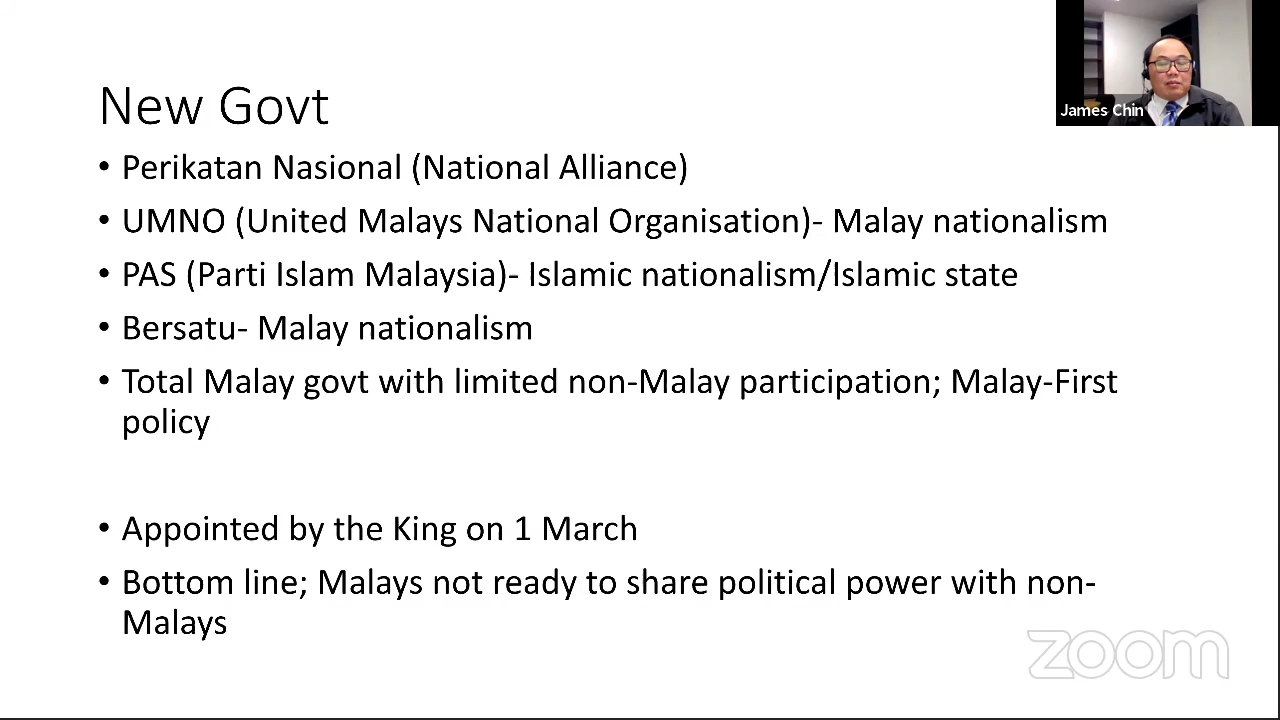 New Govt
• Perikatan Nasional (National Alliance)
• UMNO (United Malays National Organisation)- Malay nationalism
• PAS (Parti Islam Malaysia)- Islamic nationalism/Islamic state
• Bersatu- Malay nationalism
• Total Malay govt with limited non-Malay participation; Malay-First
policy
• Appointed by the King on 1 March
• Bottom line; Malays not ready to share political power with non-
Malays
James Chin
zoom